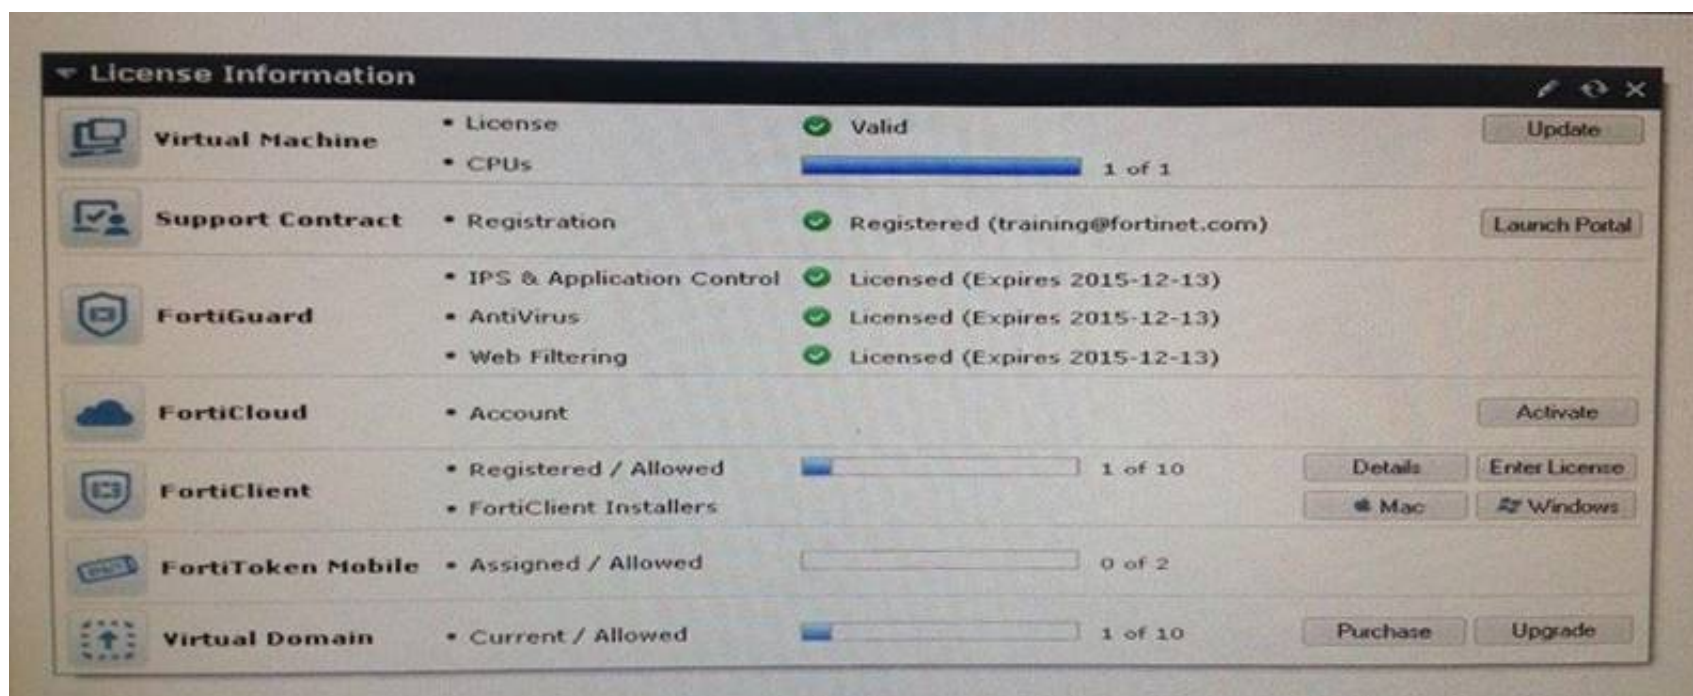 License Information
Virtual Machine
• License
Valid
Update
• CPUs
1 of 1
Support Contract
• Registration
Registered (training@fortinet.com)
Launch Portal
FortiGuard
• IPS & Application Control
Licensed (Expires 2015-12-13)
• AntiVirus
Licensed (Expires 2015-12-13)
• Web Filtering
Licensed (Expires 2015-12-13)
FortiCloud
• Account
Activate
FortiClient
• Registered / Allowed
1 of 10
Details
Enter License
• FortiClient Installers
Mac
Windows
FortiToken Mobile
• Assigned / Allowed
0 of 2
Virtual Domain
• Current / Allowed
1 of 10
Purchase
Upgrade